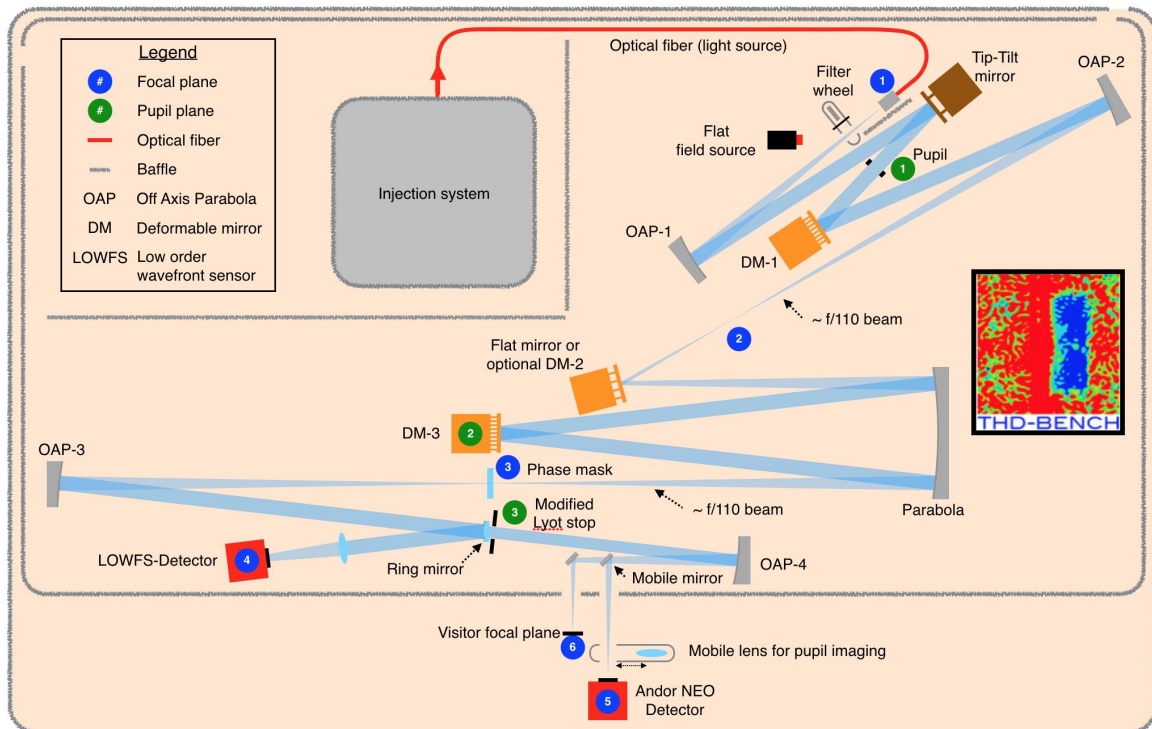 Legend
# Focal plane
# Pupil plane
Optical fiber
Baffle
OAP Off Axis Parabola
DM Deformable mirror
LOWFS Low order
wavefront sensor
Injection system
Optical fiber (light source)
1
Filter
wheel
Tip-Tilt
mirror
OAP-2
Flat
field source
Pupil
1
OAP-1
DM-1
~ f/110 beam
2
Flat mirror or
optional DM-2
THD-BENCH
DM-3
2
OAP-3
3
Phase mask
~ f/110 beam
Parabola
3
Modified
Lyot stop
LOWFS-Detector
4
Ring mirror
Mobile mirror
OAP-4
Visitor focal plane
6
Mobile lens for pupil imaging
5
Andor NEO
Detector